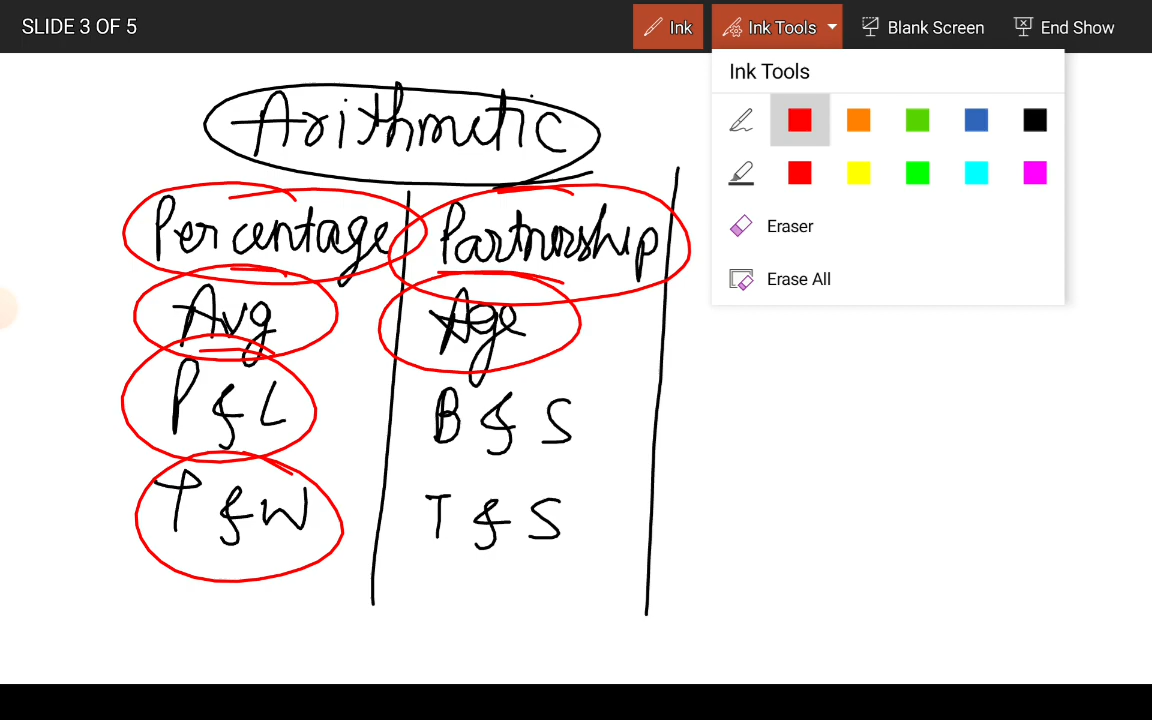 SLIDE 3 OF 5 Ink Ink Tools Blank Screen End Show
Ink Tools
Eraser
Erase All
Arithmetic
Percentage Partnership
Avg Age
P & L B & S
T & W T & S